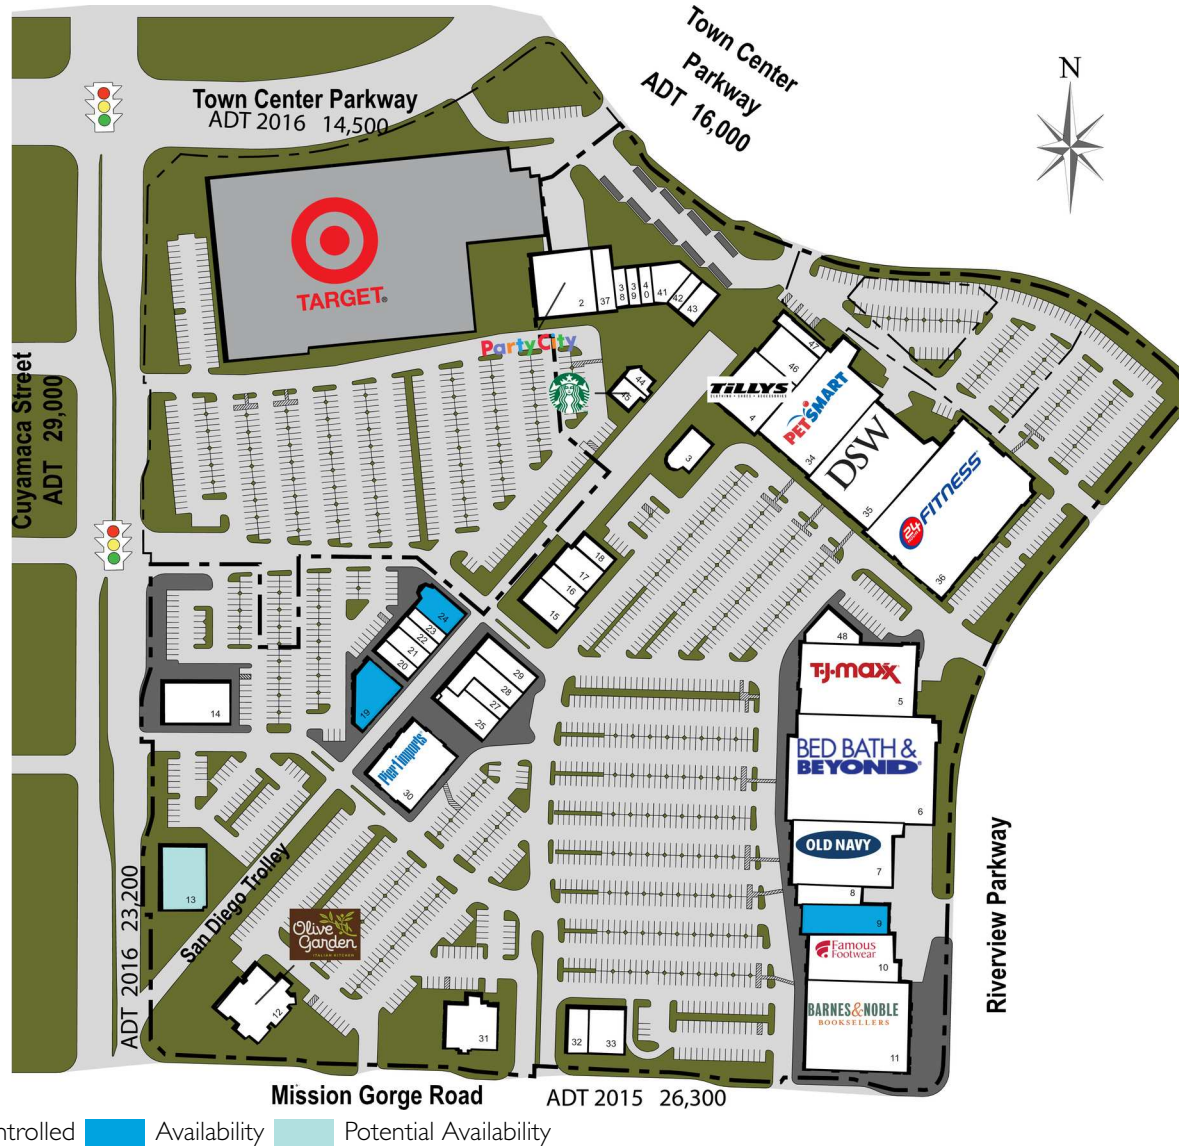 Town Center
Parkway
ADT 16,000
N
Town Center Parkway
ADT 2016 14,500
TARGET®
2
37
38
39
40
41
42
43
Party City
44
45
47
46
TiLLYS
CLOTHING • SHOES • ACCESSORIES
4
PETSMART
34
DSW
35
24 FITNESS
36
3
Cuyamaca Street
ADT 29,000
18
17
16
15
24
23
22
21
20
19
29
28
27
25
14
Pier 1 imports
30
48
T·J·maxx
5
BED BATH &
BEYOND®
6
OLD NAVY
7
8
9
Famous
Footwear
10
BARNES&NOBLE
BOOKSELLERS
11
Riverview Parkway
13
ADT 2016 23,200
San Diego Trolley
Olive
Garden
ITALIAN KITCHEN
12
31
32
33
Mission Gorge Road
ADT 2015 26,300
ntrolled
Availability
Potential Availability